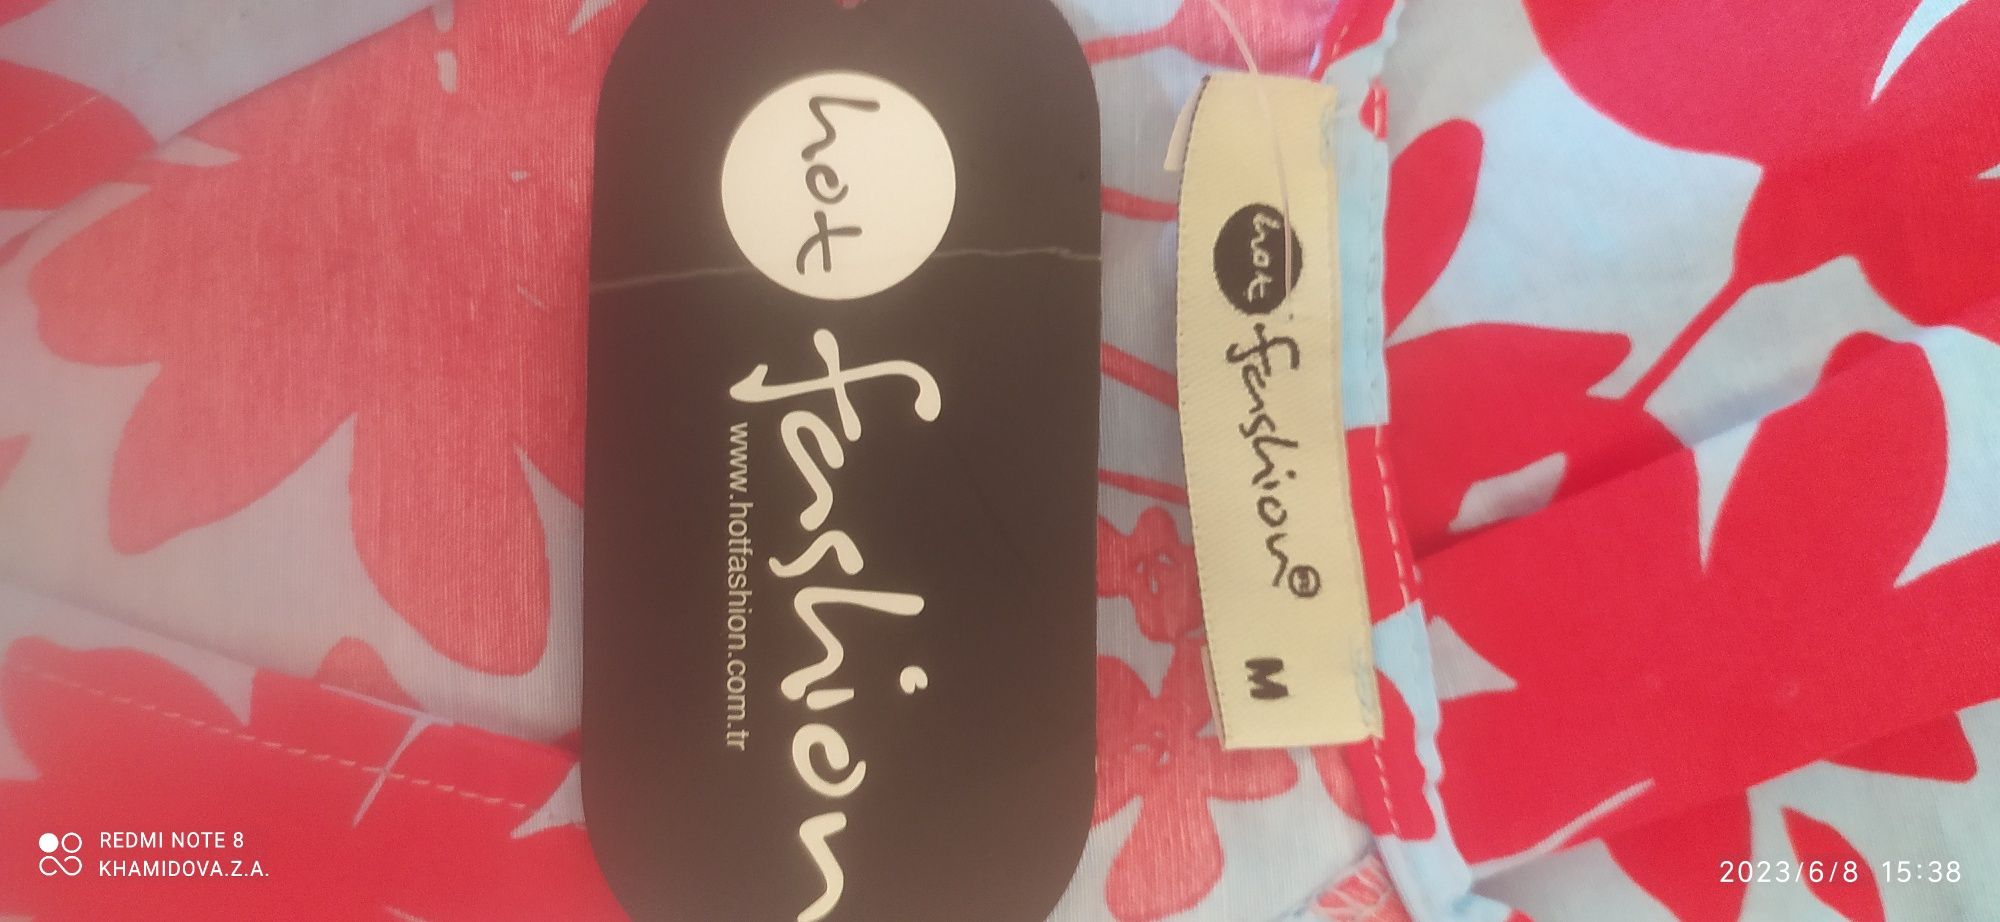 hot
fashion
www.hotfashion.com.tr
hot
fashion®
M
REDMI NOTE 8
KHAMIDOVA.Z.A.
2023/6/8 15:38